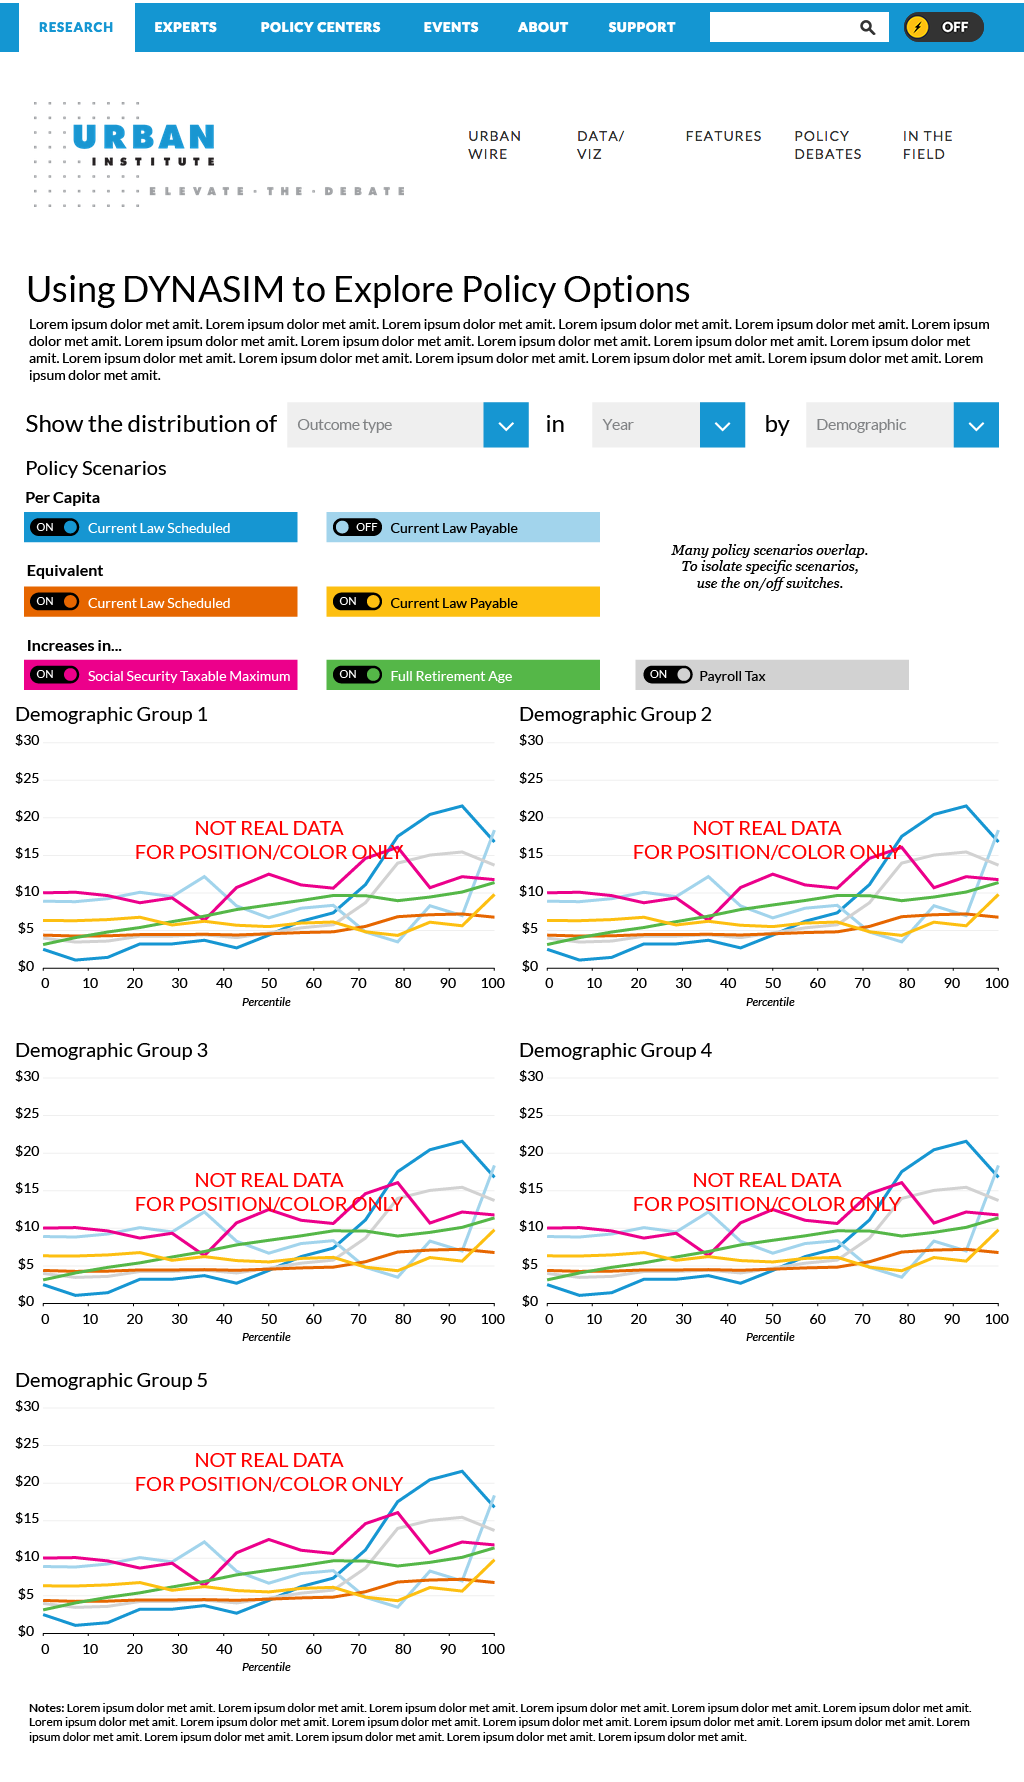 RESEARCH EXPERTS POLICY CENTERS EVENTS ABOUT SUPPORT OFF
URBAN
INSTITUTE
ELEVATE · THE · DEBATE
URBAN WIRE
DATA/ VIZ
FEATURES
POLICY DEBATES
IN THE FIELD
Using DYNASIM to Explore Policy Options
Lorem ipsum dolor met amit. Lorem ipsum dolor met amit. Lorem ipsum dolor met amit. Lorem ipsum dolor met amit. Lorem ipsum dolor met amit. Lorem ipsum
dolor met amit. Lorem ipsum dolor met amit. Lorem ipsum dolor met amit. Lorem ipsum dolor met amit. Lorem ipsum dolor met amit. Lorem ipsum dolor met
amit. Lorem ipsum dolor met amit. Lorem ipsum dolor met amit. Lorem ipsum dolor met amit. Lorem ipsum dolor met amit. Lorem ipsum dolor met amit. Lorem
ipsum dolor met amit.
Show the distribution of Outcome type in Year by Demographic
Policy Scenarios
Per Capita
ON Current Law Scheduled
OFF Current Law Payable
Many policy scenarios overlap.
To isolate specific scenarios,
use the on/off switches.
Equivalent
ON Current Law Scheduled
ON Current Law Payable
Increases in...
ON Social Security Taxable Maximum
ON Full Retirement Age
ON Payroll Tax
Demographic Group 1
$30
$25
$20
$15
$10
$5
$0
NOT REAL DATA
FOR POSITION/COLOR ONLY
0 10 20 30 40 50 60 70 80 90 100
Percentile
Demographic Group 2
$30
$25
$20
$15
$10
$5
$0
NOT REAL DATA
FOR POSITION/COLOR ONLY
0 10 20 30 40 50 60 70 80 90 100
Percentile
Demographic Group 3
$30
$25
$20
$15
$10
$5
$0
NOT REAL DATA
FOR POSITION/COLOR ONLY
0 10 20 30 40 50 60 70 80 90 100
Percentile
Demographic Group 4
$30
$25
$20
$15
$10
$5
$0
NOT REAL DATA
FOR POSITION/COLOR ONLY
0 10 20 30 40 50 60 70 80 90 100
Percentile
Demographic Group 5
$30
$25
$20
$15
$10
$5
$0
NOT REAL DATA
FOR POSITION/COLOR ONLY
0 10 20 30 40 50 60 70 80 90 100
Percentile
Notes: Lorem ipsum dolor met amit. Lorem ipsum dolor met amit. Lorem ipsum dolor met amit. Lorem ipsum dolor met amit. Lorem ipsum dolor met amit. Lorem ipsum dolor met amit.
Lorem ipsum dolor met amit. Lorem ipsum dolor met amit. Lorem ipsum dolor met amit. Lorem ipsum dolor met amit. Lorem ipsum dolor met amit. Lorem ipsum dolor met amit. Lorem
ipsum dolor met amit. Lorem ipsum dolor met amit. Lorem ipsum dolor met amit. Lorem ipsum dolor met amit. Lorem ipsum dolor met amit.